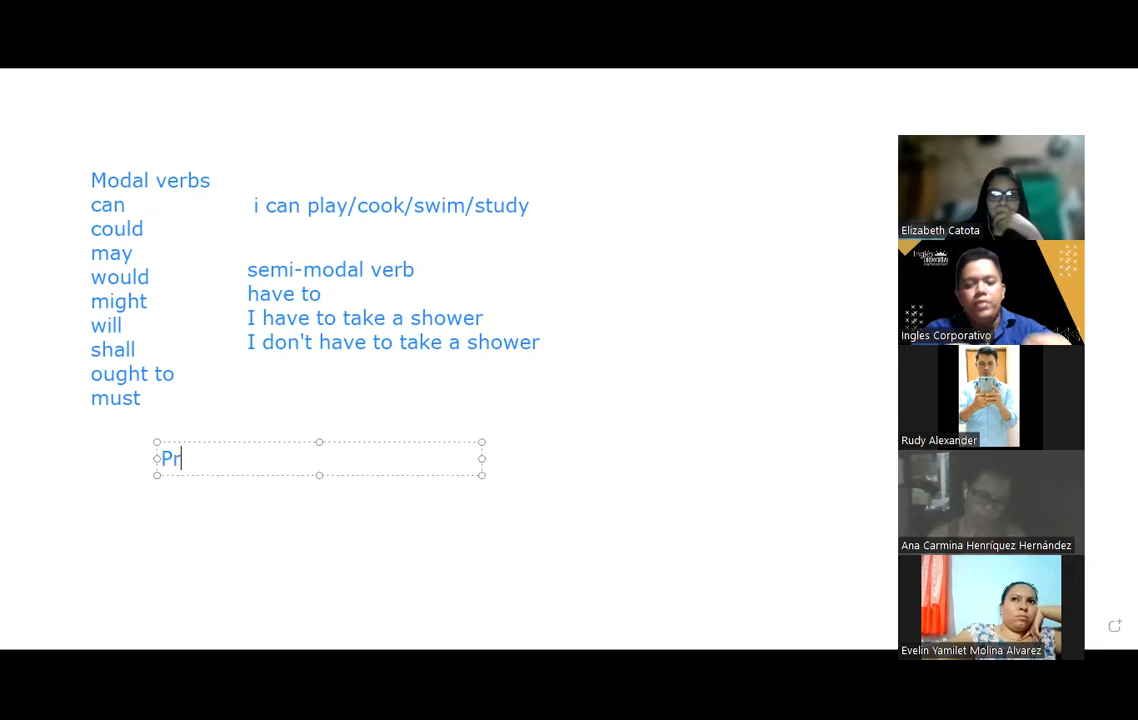 Modal verbs
can
could
may
would
might
will
shall
ought to
must
i can play/cook/swim/study
semi-modal verb
have to
I have to take a shower
I don't have to take a shower
Pr
Elizabeth Catota
Inglés
Corporativo
Ingles Corporativo
Rudy Alexander
Ana Carmina Henríquez Hernández
Evelin Yamilet Molina Alvarez